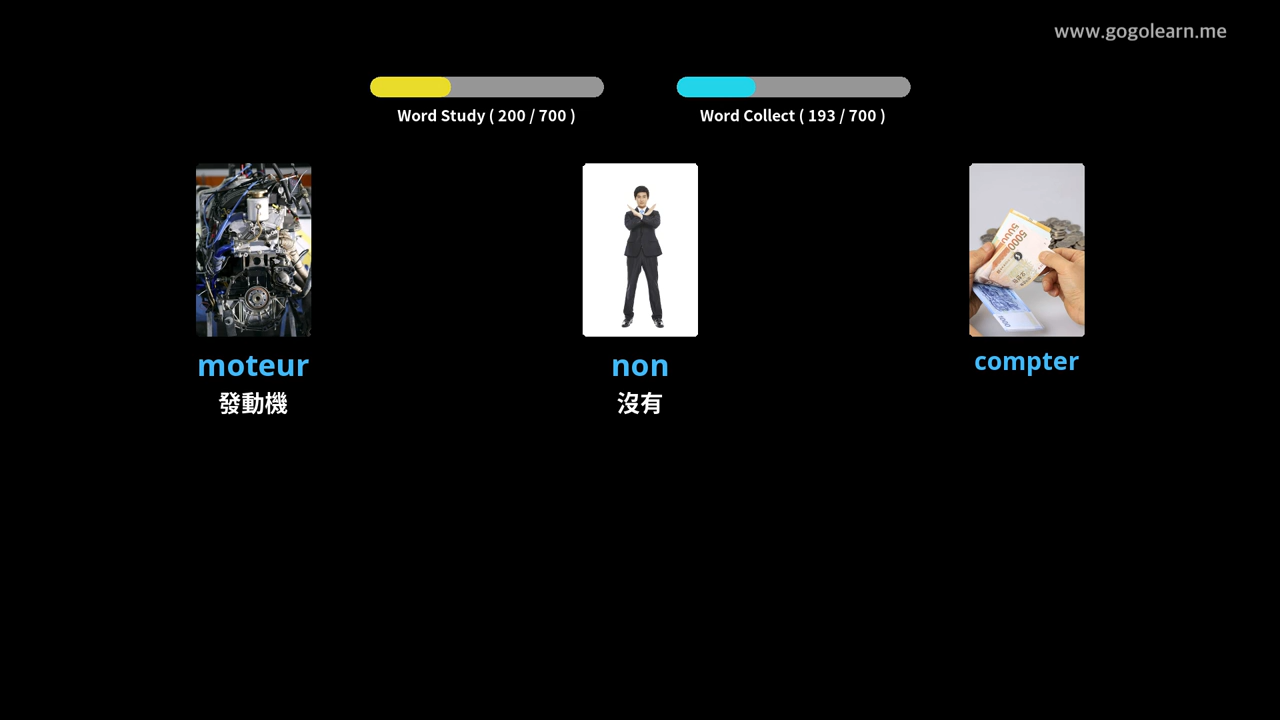 www.gogolearn.me
Word Study ( 200 / 700 )
Word Collect ( 193 / 700 )
moteur
發動機
non
沒有
compter